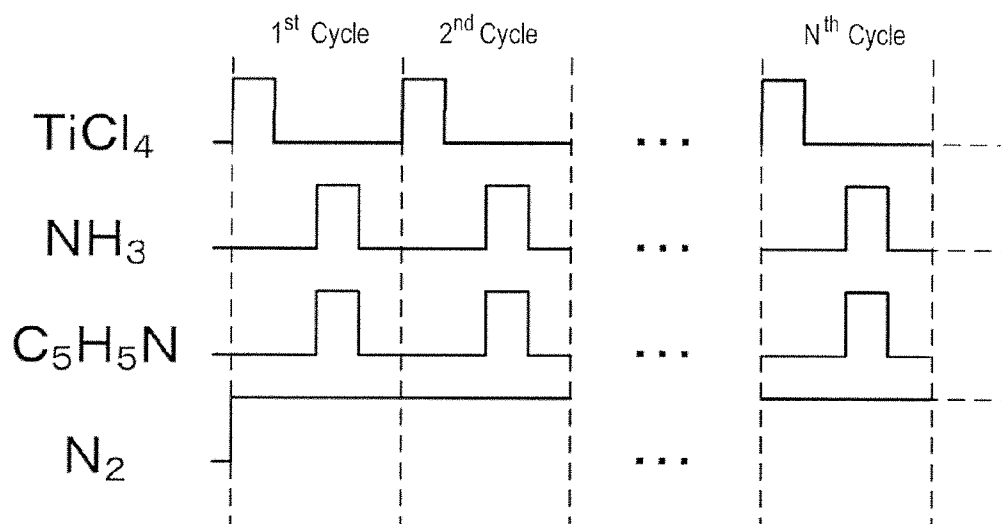 1st Cycle 2nd Cycle Nth Cycle
TiCl4 ...
NH3 ...
C5H5N ...
N2 ...